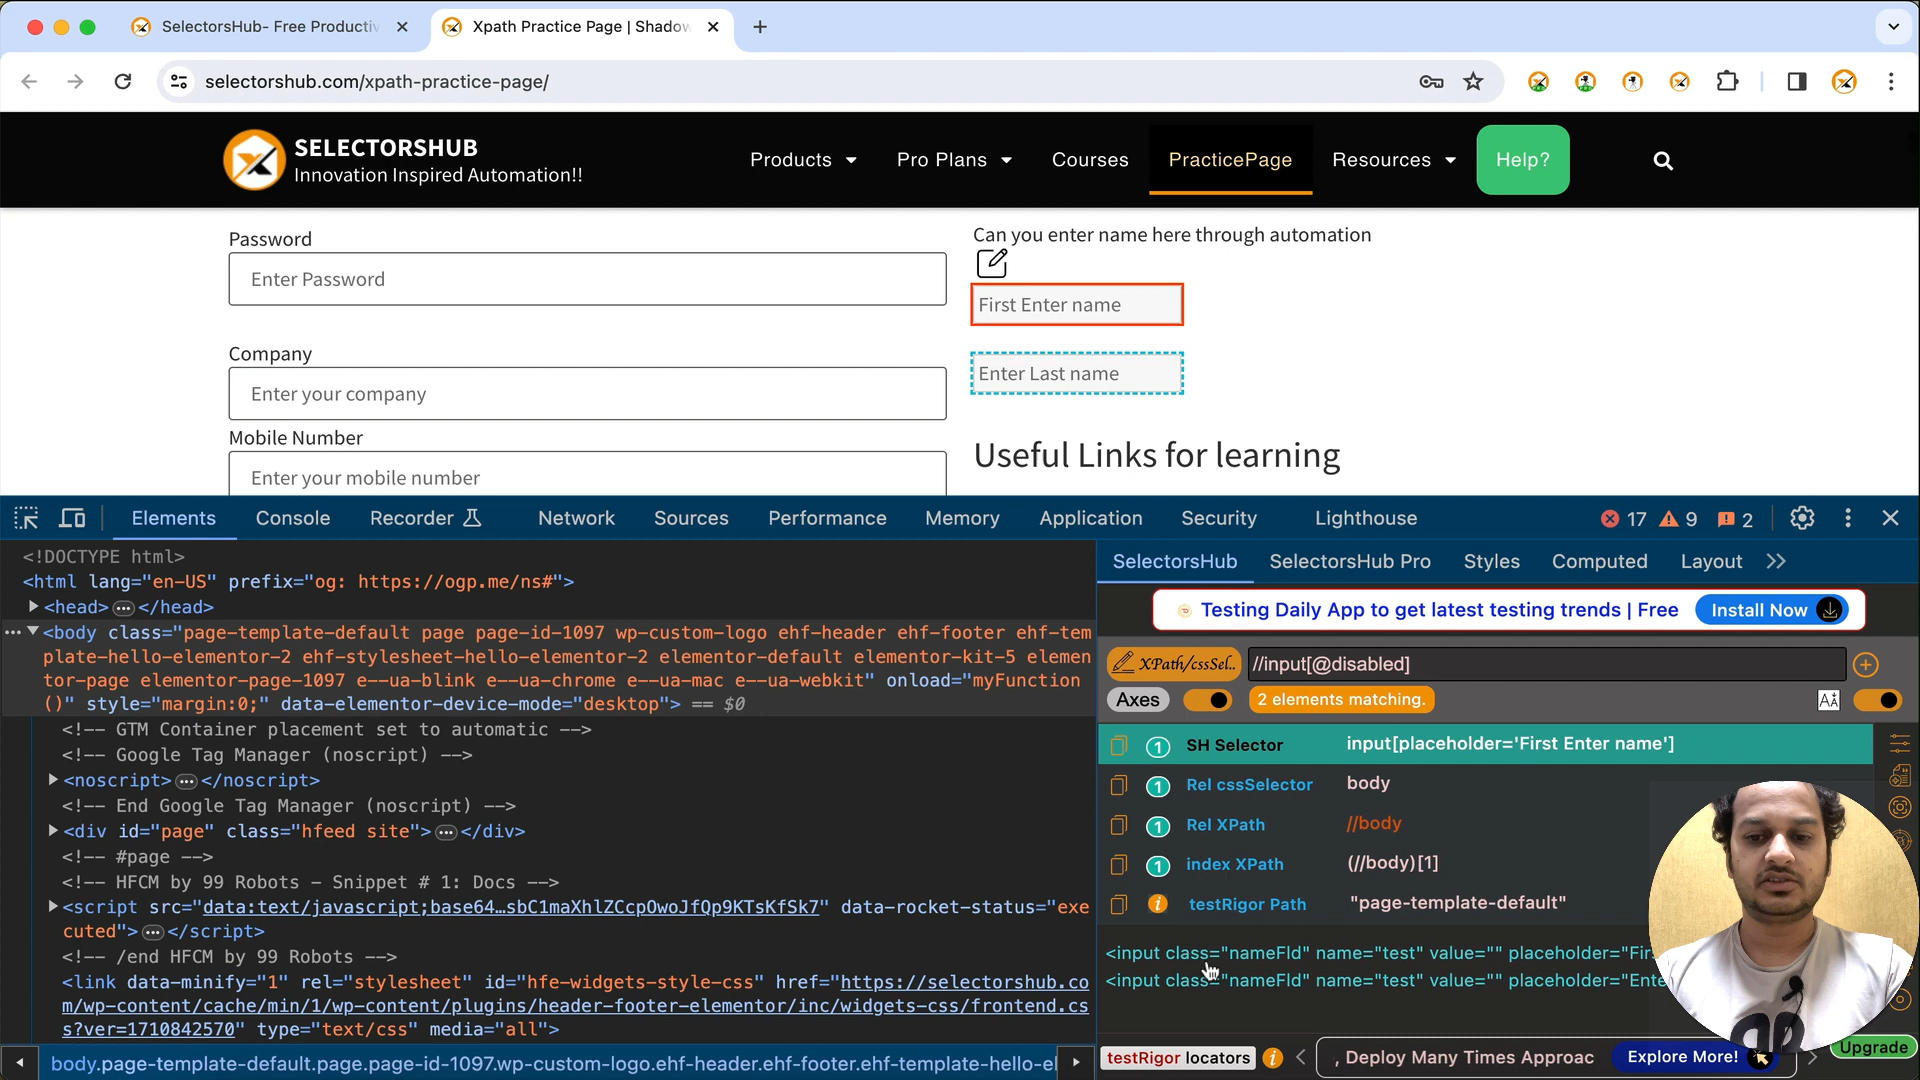 SelectorsHub- Free Productiv
Xpath Practice Page | Shadow
selectorshub.com/xpath-practice-page/
SELECTORSHUB
Innovation Inspired Automation!!
Products
Pro Plans
Courses
PracticePage
Resources
Help?
Password
Enter Password
Company
Enter your company
Mobile Number
Enter your mobile number
Can you enter name here through automation
First Enter name
Enter Last name
Useful Links for learning
Elements
Console
Recorder
Network
Sources
Performance
Memory
Application
Security
Lighthouse
17
9
2
<!DOCTYPE html>
<html lang="en-US" prefix="og: https://ogp.me/ns#">
<head>…</head>
<body class="page-template-default page page-id-1097 wp-custom-logo ehf-header ehf-footer ehf-tem
plate-hello-elementor-2 ehf-stylesheet-hello-elementor-2 elementor-default elementor-kit-5 elemen
tor-page elementor-page-1097 e--ua-blink e--ua-chrome e--ua-mac e--ua-webkit" onload="myFunction
()" style="margin:0;" data-elementor-device-mode="desktop"> == $0
<!-- GTM Container placement set to automatic -->
<!-- Google Tag Manager (noscript) -->
<noscript>…</noscript>
<!-- End Google Tag Manager (noscript) -->
<div id="page" class="hfeed site">…</div>
<!-- #page -->
<!-- HFCM by 99 Robots - Snippet # 1: Docs -->
<script src="data:text/javascript;base64…sbC1maXhlZCcpOwoJfQp9KTsKfSk7" data-rocket-status="exe
cuted">…</script>
<!-- /end HFCM by 99 Robots -->
<link data-minify="1" rel="stylesheet" id="hfe-widgets-style-css" href="https://selectorshub.co
m/wp-content/cache/min/1/wp-content/plugins/header-footer-elementor/inc/widgets-css/frontend.cs
s?ver=1710842570" type="text/css" media="all">
body.page-template-default.page.page-id-1097.wp-custom-logo.ehf-header.ehf-footer.ehf-template-hello-el
SelectorsHub
SelectorsHub Pro
Styles
Computed
Layout
Testing Daily App to get latest testing trends | Free
Install Now
XPath/cssSel..
//input[@disabled]
Axes
2 elements matching.
1 SH Selector input[placeholder='First Enter name']
1 Rel cssSelector body
1 Rel XPath //body
1 index XPath (//body)[1]
testRigor Path "page-template-default"
<input class="nameFld" name="test" value="" placeholder="Fir
<input class="nameFld" name="test" value="" placeholder="Ente
testRigor locators
, Deploy Many Times Approac
Explore More!
Upgrade